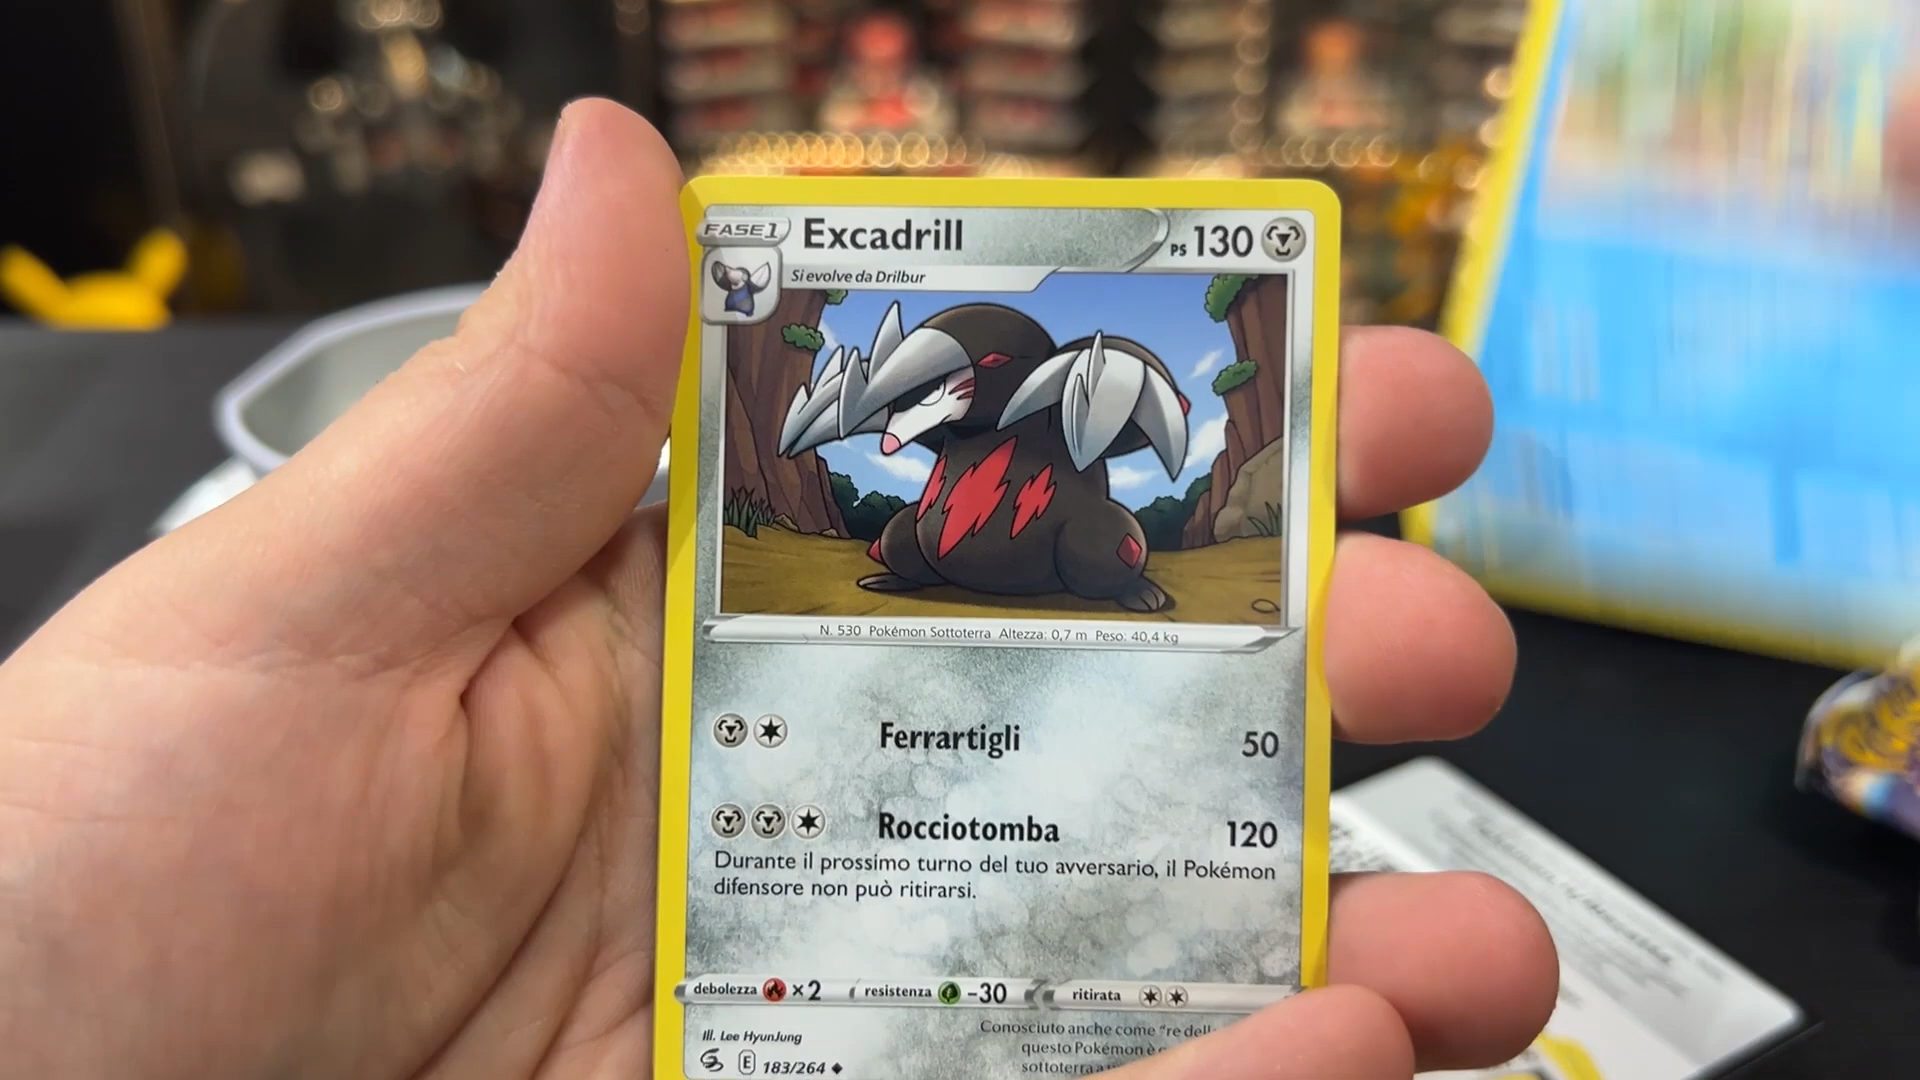 FASE 1
Excadrill
PS 130
Si evolve da Drilbur
N. 530 Pokémon Sottoterra Altezza: 0,7 m Peso: 40,4 kg
Ferrartigli 50
Rocciotomba 120
Durante il prossimo turno del tuo avversario, il Pokémon
difensore non può ritirarsi.
debolezza ×2 resistenza -30 ritirata
Ill. Lee HyunJung
E 183/264
Conosciuto anche come "re dell
questo Pokémon è
sottoterra a